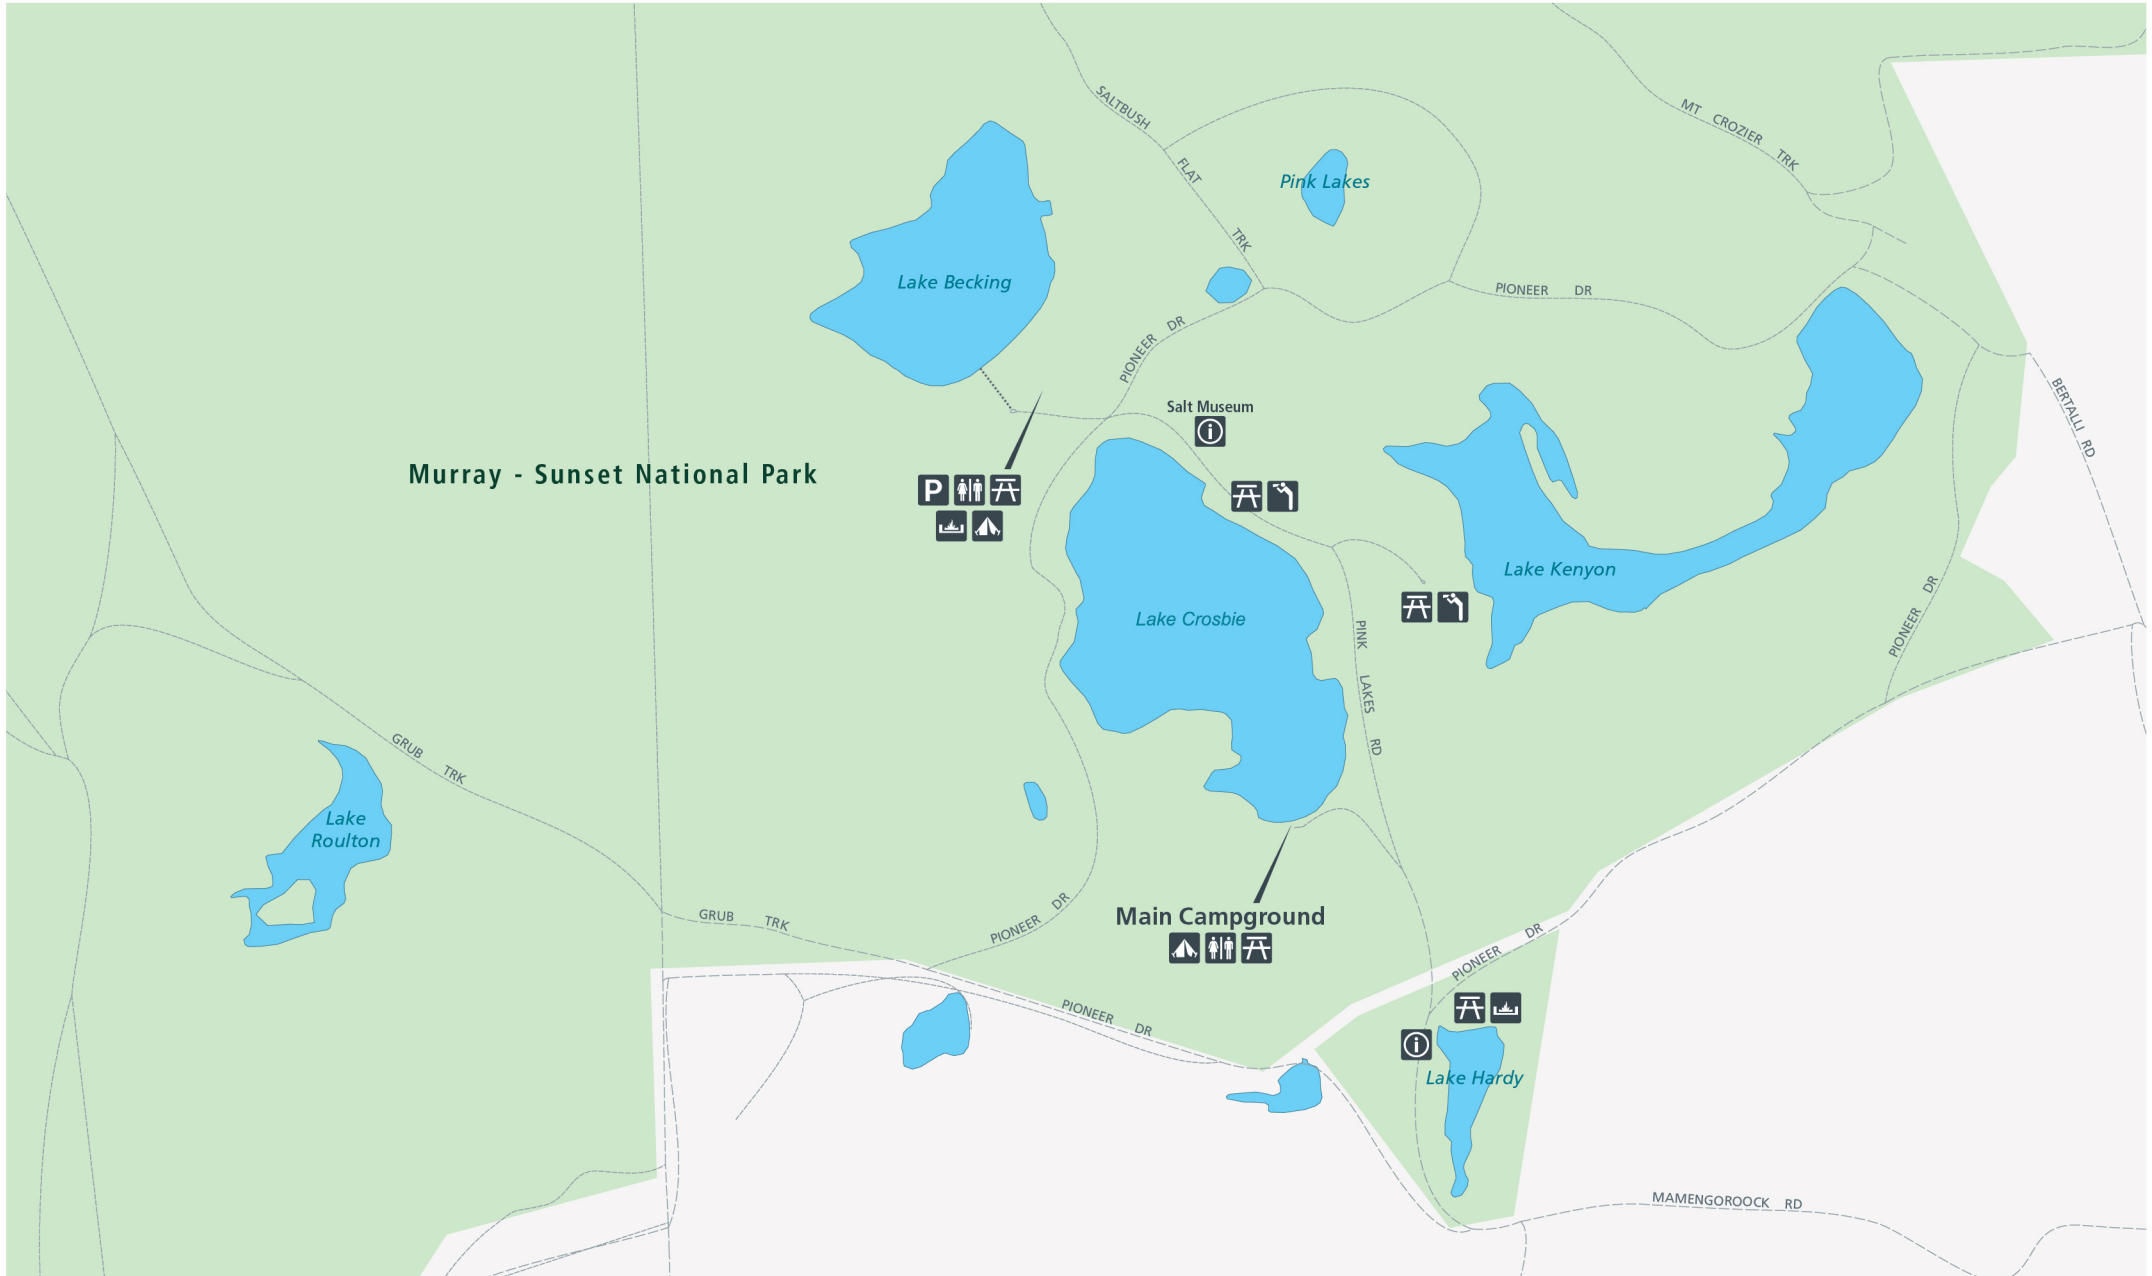 SALTBUSH
FLAT
TRK
MT CROZIER TRK
Pink Lakes
Lake Becking
PIONEER DR
PIONEER DR
BERTALLI RD
Salt Museum
Murray - Sunset National Park
P
Lake Kenyon
Lake Crosbie
PIONEER DR
PINK LAKES RD
GRUB TRK
Lake
Roulton
Main Campground
GRUB TRK
PIONEER DR
PIONEER DR
PIONEER DR
i
i
Lake Hardy
MAMENGOROOCK RD